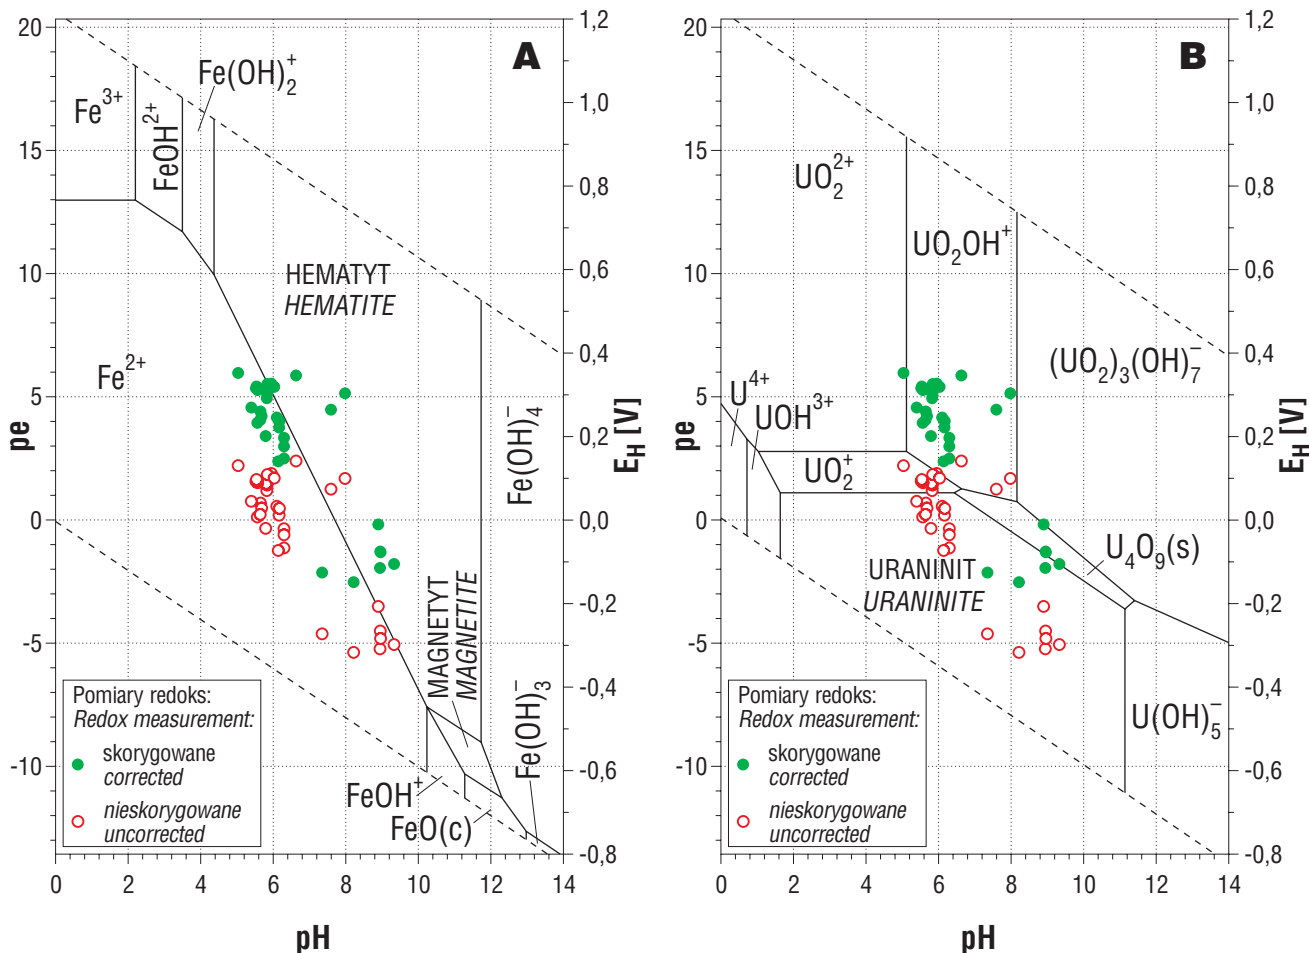 A
20
15
10
5
0
-5
-10
pe
1,2
1,0
0,8
0,6
0,4
0,2
0,0
-0,2
-0,4
-0,6
-0,8
E_H [V]
0 2 4 6 8 10 12 14
pH
Fe³⁺
FeOH²⁺
Fe(OH)₂⁺
HEMATYT
HEMATITE
Fe²⁺
Fe(OH)₄⁻
MAGNETYT
MAGNETITE
Fe(OH)₃⁻
FeOH⁺
FeO(c)
Pomiary redoks:
Redox measurement:
skorygowane
corrected
nieskorygowane
uncorrected
B
20
15
10
5
0
-5
-10
pe
1,2
1,0
0,8
0,6
0,4
0,2
0,0
-0,2
-0,4
-0,6
-0,8
E_H [V]
0 2 4 6 8 10 12 14
pH
UO₂²⁺
UO₂OH⁺
(UO₂)₃(OH)₇⁻
U⁴⁺
UOH³⁺
UO₂⁺
U₄O₉(s)
URANINIT
URANINITE
U(OH)₅⁻
Pomiary redoks:
Redox measurement:
skorygowane
corrected
nieskorygowane
uncorrected